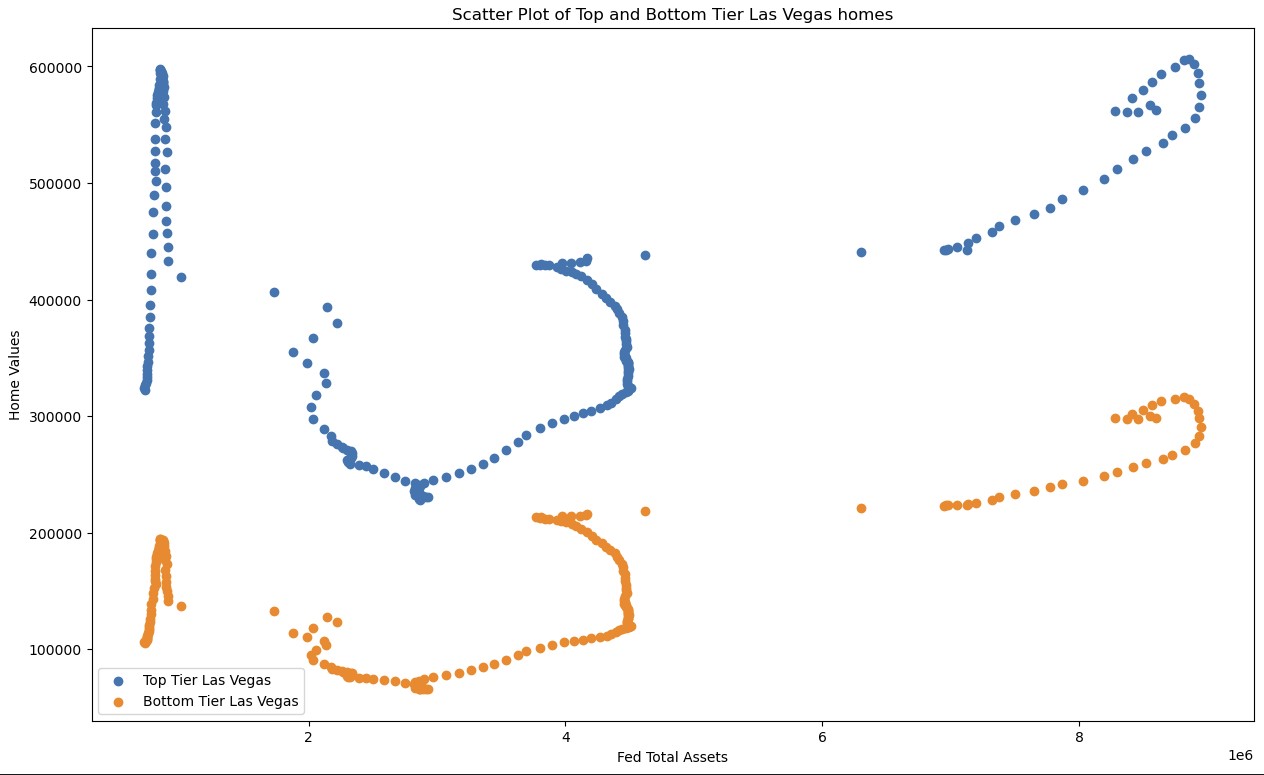 Scatter Plot of Top and Bottom Tier Las Vegas homes
600000
500000
400000
300000
200000
100000
Home Values
Top Tier Las Vegas
Bottom Tier Las Vegas
2 4 6 8
1e6
Fed Total Assets